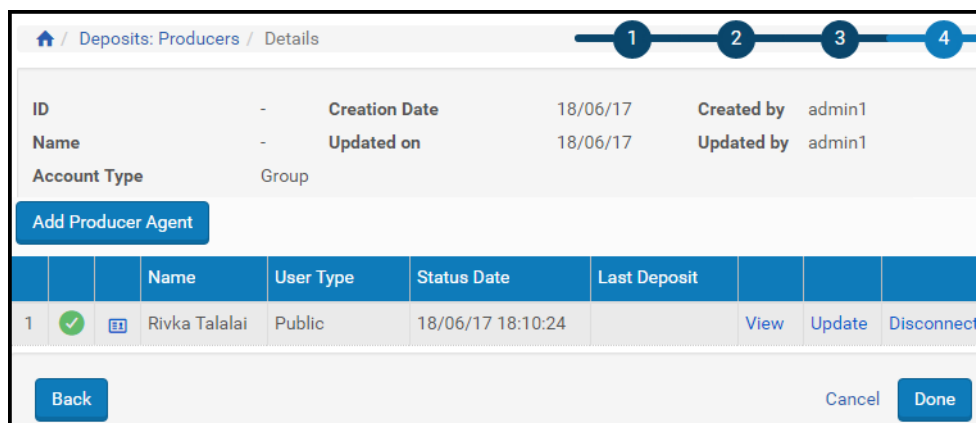 / Deposits: Producers / Details 1 2 3 4
ID - Creation Date 18/06/17 Created by admin1
Name - Updated on 18/06/17 Updated by admin1
Account Type Group
Add Producer Agent
Name User Type Status Date Last Deposit
1 Rivka Talalai Public 18/06/17 18:10:24 View Update Disconnect
Back Cancel Done